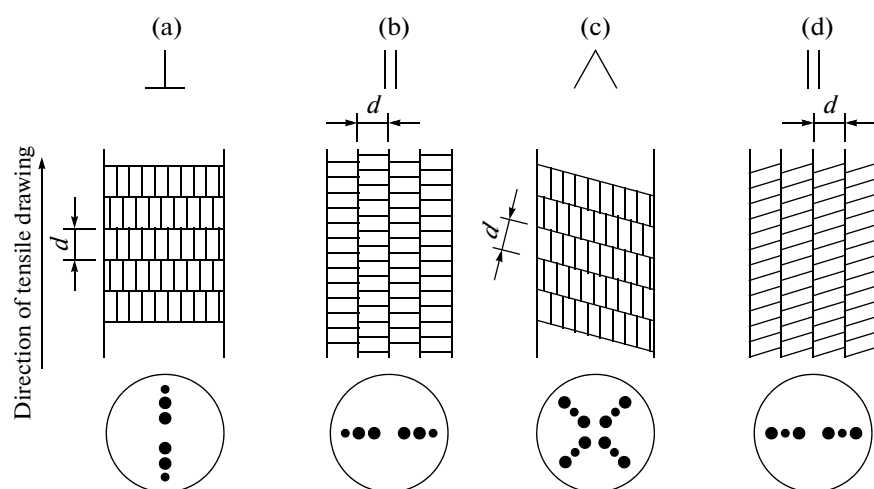 (a) (b) (c) (d)
d d
Direction of tensile drawing
d d